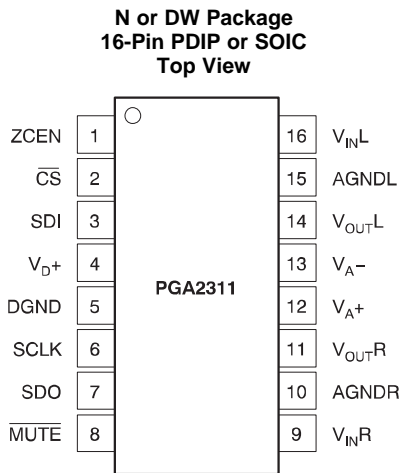 N or DW Package
16-Pin PDIP or SOIC
Top View
ZCEN 1 16 VINL
CS 2 15 AGNDL
SDI 3 14 VOUTL
VD+ 4 13 VA−
PGA2311
DGND 5 12 VA+
SCLK 6 11 VOUTR
SDO 7 10 AGNDR
MUTE 8 9 VINR